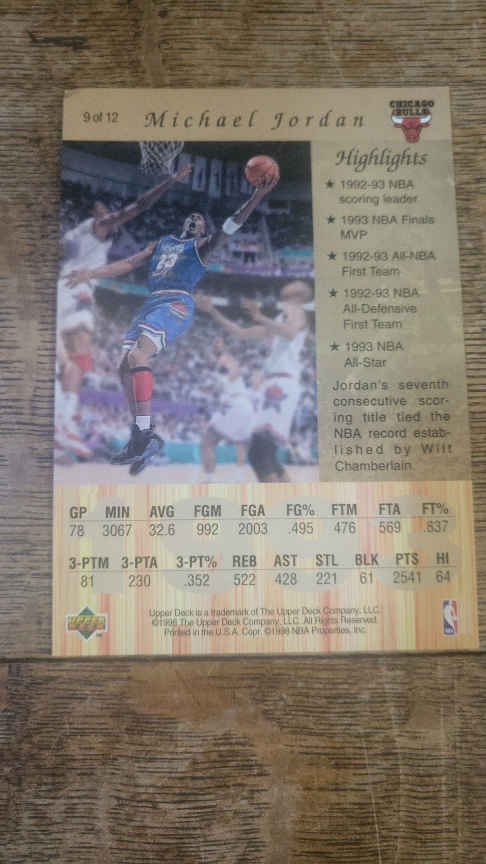 9 of 12 Michael Jordan
CHICAGO
BULLS
Highlights
★ 1992-93 NBA
scoring leader
★ 1993 NBA Finals
MVP
★ 1992-93 All-NBA
First Team
★ 1992-93 NBA
All-Defensive
First Team
★ 1993 NBA
All-Star
Jordan's seventh
consecutive scor-
ing title tied the
NBA record estab-
lished by Wilt
Chamberlain.
23
GP MIN AVG FGM FGA FG% FTM FTA FT%
78 3067 32.6 992 2003 .495 476 569 .837
3-PTM 3-PTA 3-PT% REB AST STL BLK PTS HI
81 230 .352 522 428 221 61 2541 64
Upper Deck is a trademark of The Upper Deck Company, LLC.
©1998 The Upper Deck Company, LLC. All Rights Reserved.
Printed in the U.S.A. Copr. ©1998 NBA Properties, Inc.